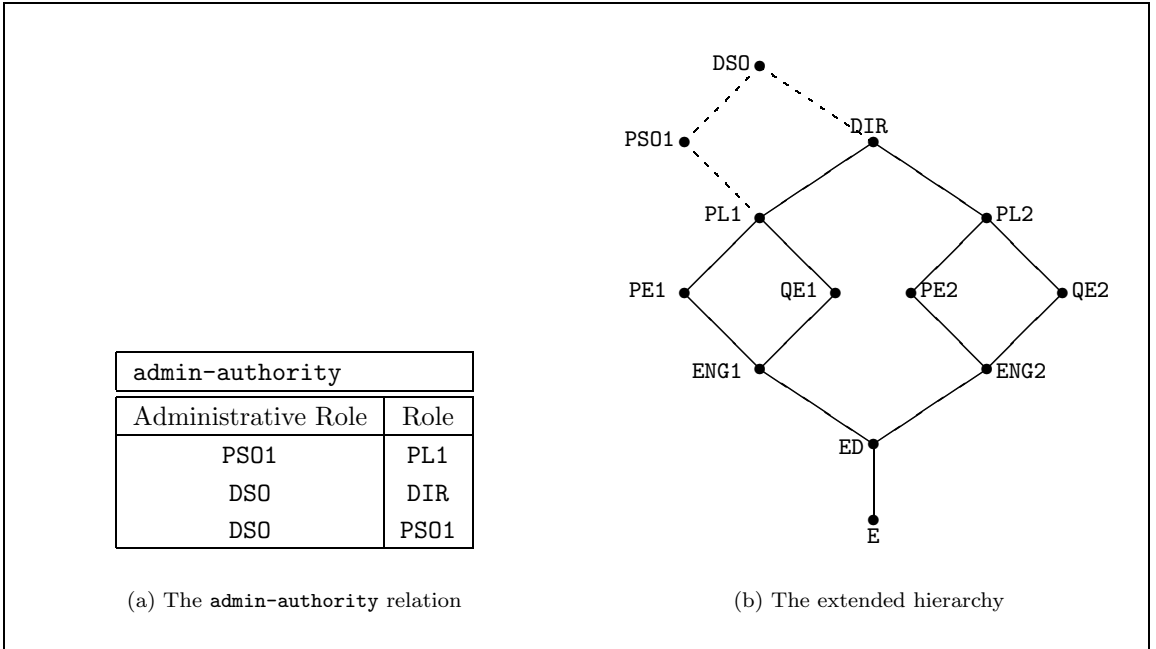 admin-authority
Administrative Role Role
PSO1 PL1
DSO DIR
DSO PSO1
(a) The admin-authority relation
DSO
DIR
PSO1
PL1 PL2
PE1 QE1 PE2 QE2
ENG1 ENG2
ED
E
(b) The extended hierarchy